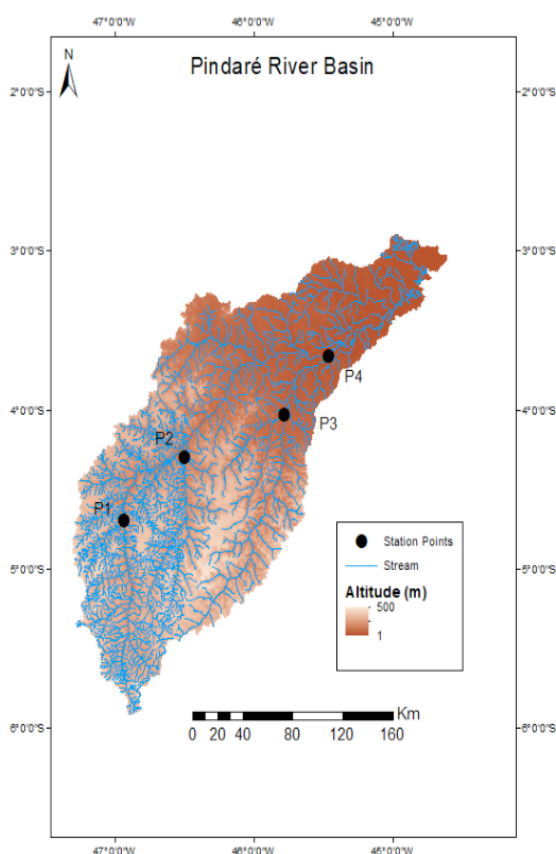 47°0'0"W 46°0'0"W 45°0'0"W
N
Pindaré River Basin
2°0'0"S 2°0'0"S
3°0'0"S 3°0'0"S
P4
4°0'0"S 4°0'0"S
P3
P2
P1
Station Points
Stream
5°0'0"S 5°0'0"S
Altitude (m)
500
1
6°0'0"S 6°0'0"S
Km
0 20 40 80 120 160
47°0'0"W 46°0'0"W 45°0'0"W